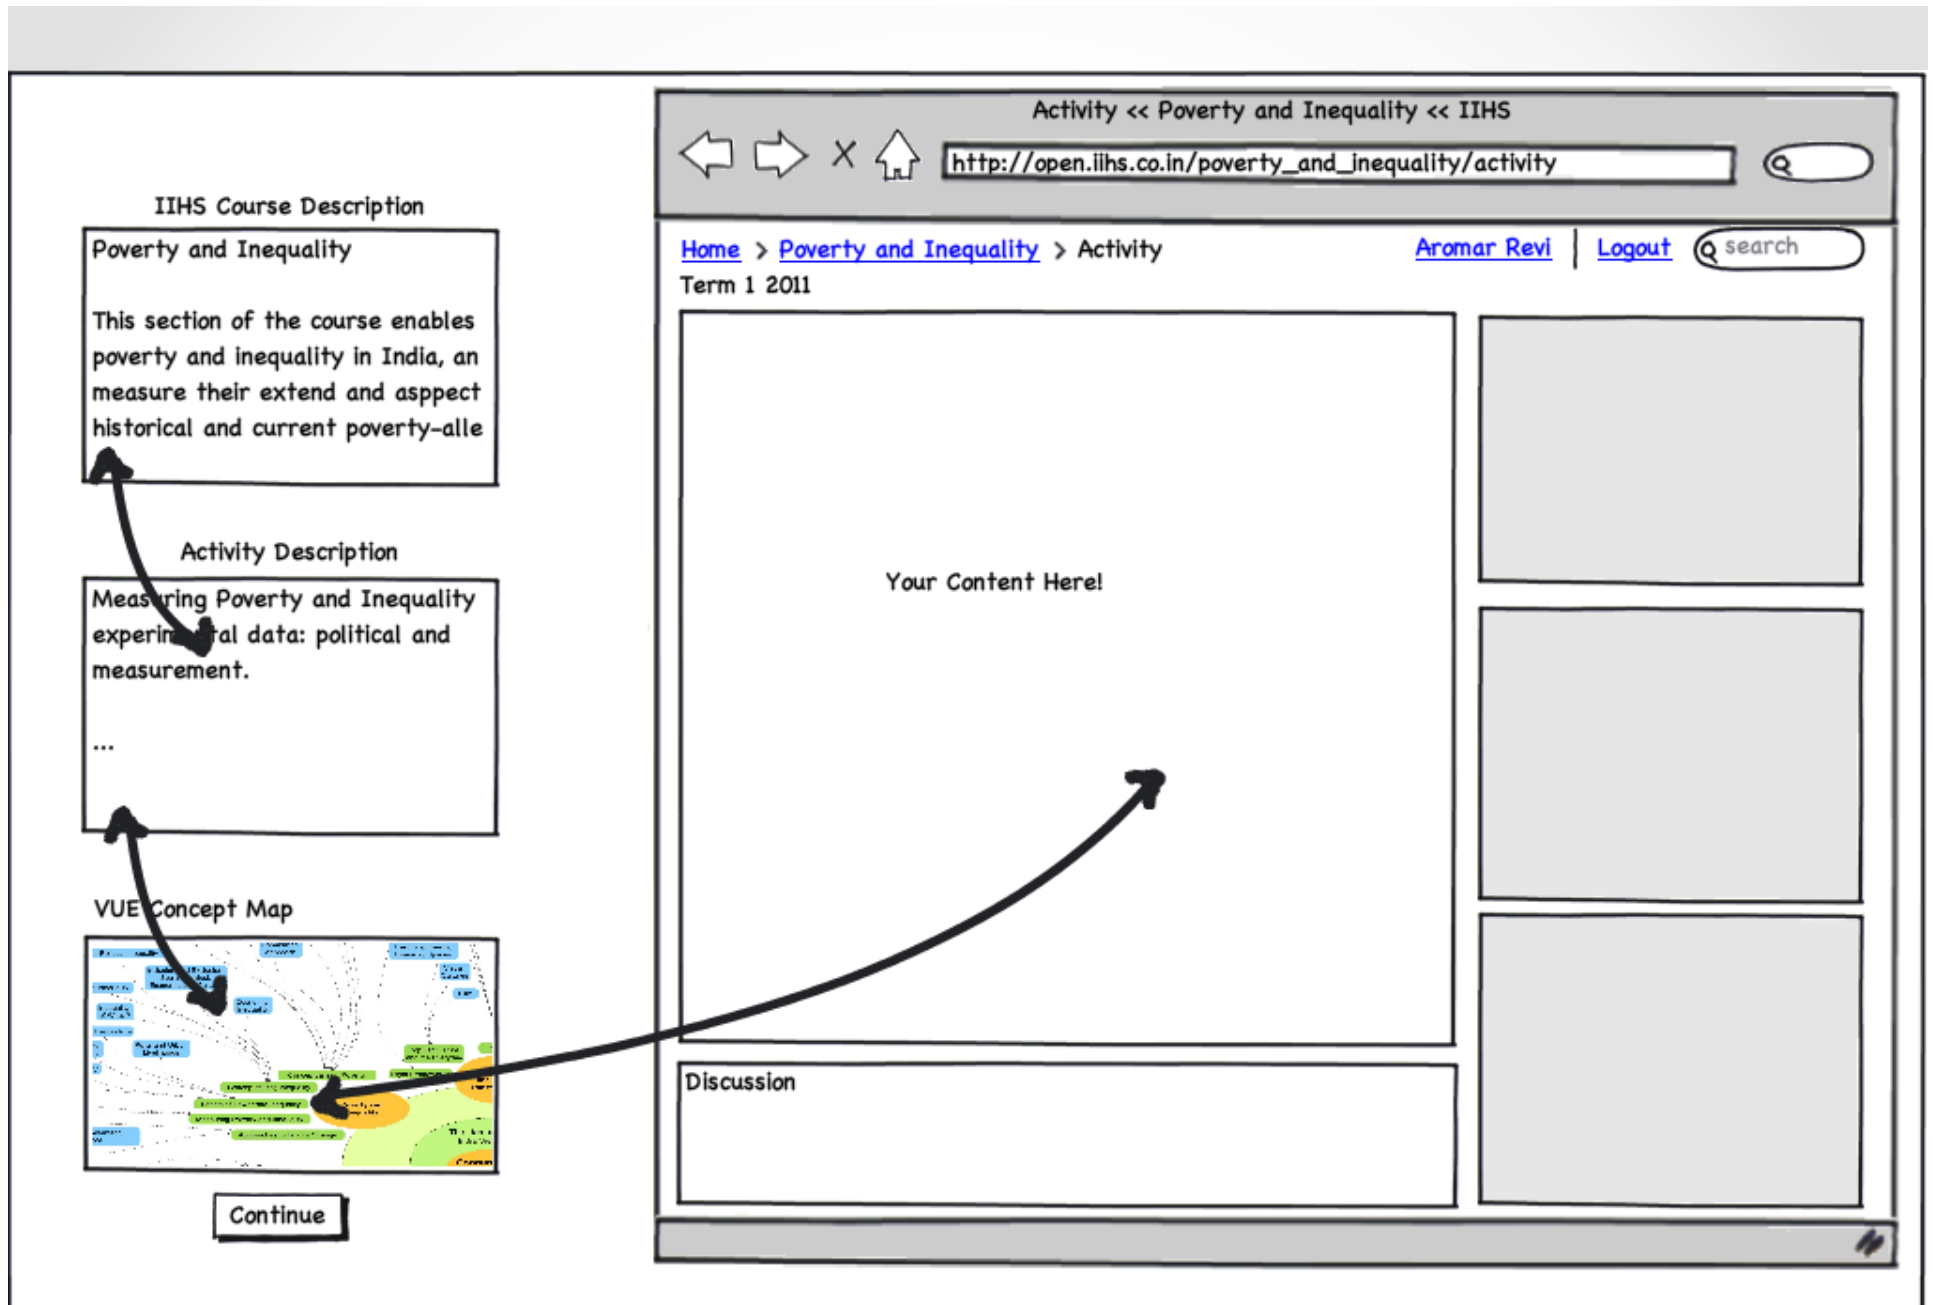 IIHS Course Description
Poverty and Inequality
This section of the course enables
poverty and inequality in India, an
measure their extend and asppect
historical and current poverty-alle
Activity Description
Measuring Poverty and Inequality
experimental data: political and
measurement.
...
VUE Concept Map
Continue
Activity << Poverty and Inequality << IIHS
http://open.iihs.co.in/poverty_and_inequality/activity
Home > Poverty and Inequality > Activity
Aromar Revi | Logout
search
Term 1 2011
Your Content Here!
Discussion